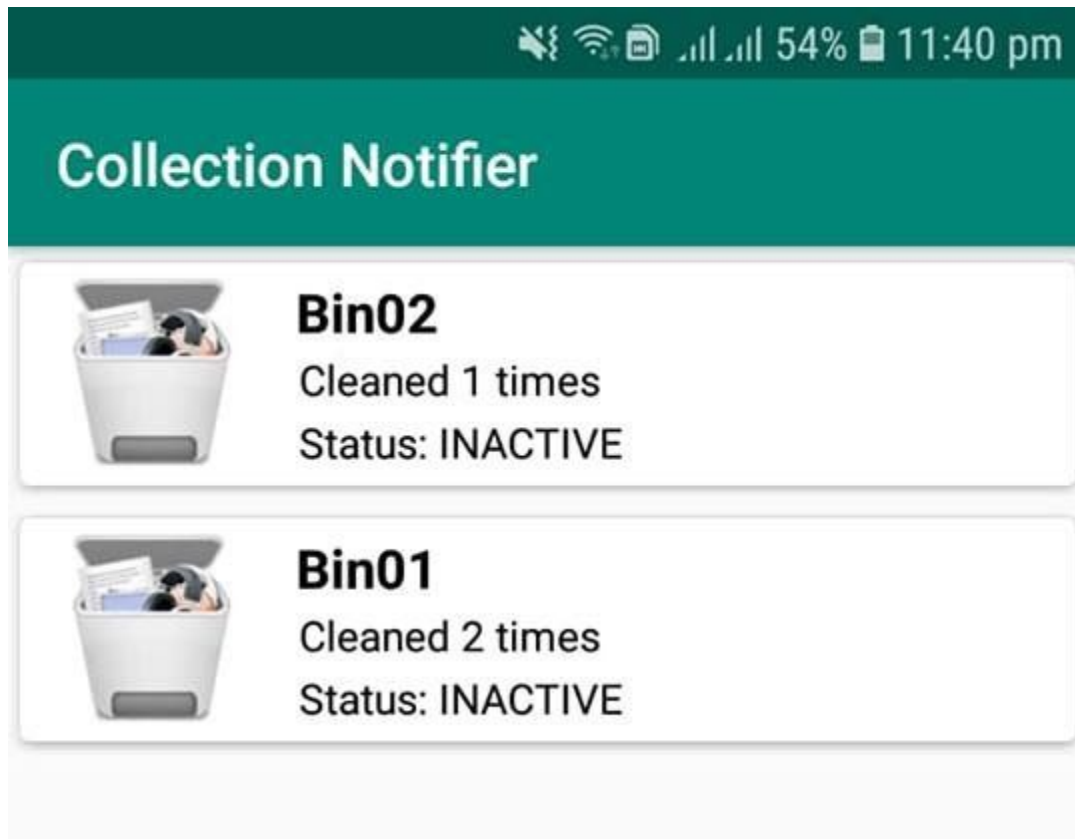 54% 11:40 pm
Collection Notifier
Bin02
Cleaned 1 times
Status: INACTIVE
Bin01
Cleaned 2 times
Status: INACTIVE